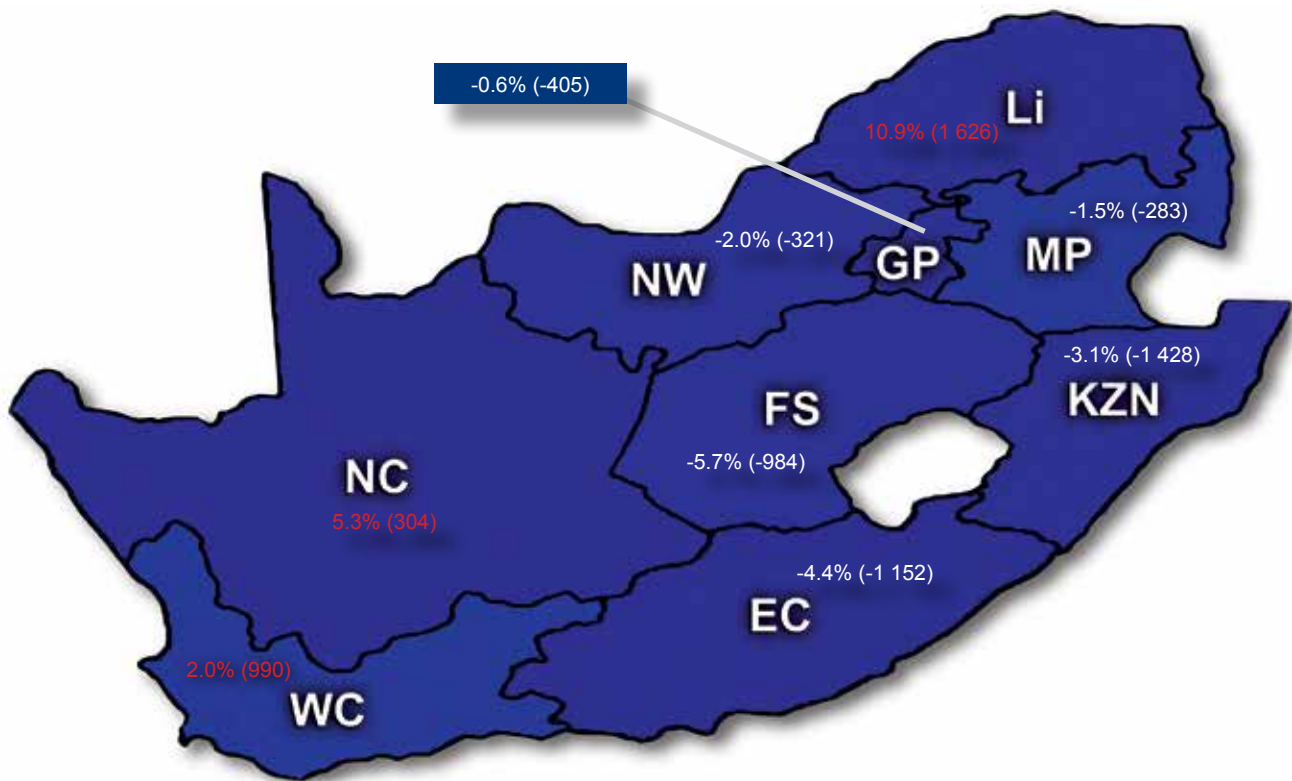 -0.6% (-405)
Li
10.9% (1 626)
-1.5% (-283)
-2.0% (-321)
MP
GP
NW
-3.1% (-1 428)
KZN
FS
-5.7% (-984)
NC
5.3% (304)
-4.4% (-1 152)
EC
2.0% (990)
WC